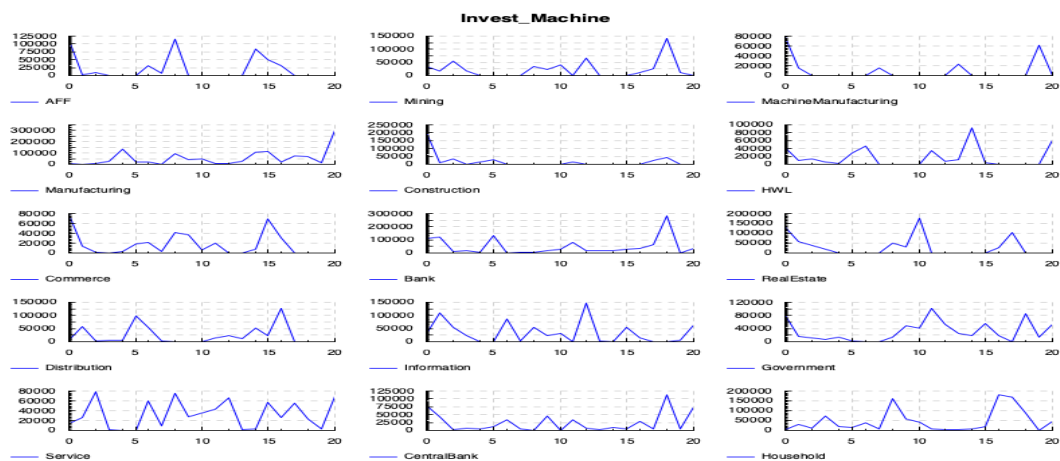 Invest_Machine
125000
100000
75000
50000
25000
0
0 5 10 15 20
AFF
150000
100000
50000
0
0 5 10 15 20
Mining
80000
60000
40000
20000
0
0 5 10 15 20
MachineManufacturing
300000
200000
100000
0
0 5 10 15 20
Manufacturing
250000
200000
150000
100000
50000
0
0 5 10 15 20
Construction
100000
80000
60000
40000
20000
0
0 5 10 15 20
HWL
80000
60000
40000
20000
0
0 5 10 15 20
Commerce
300000
200000
100000
0
0 5 10 15 20
Bank
200000
150000
100000
50000
0
0 5 10 15 20
RealEstate
150000
100000
50000
0
0 5 10 15 20
Distribution
150000
100000
50000
0
0 5 10 15 20
Information
120000
80000
40000
0
0 5 10 15 20
Government
80000
60000
40000
20000
0
0 5 10 15 20
Service
125000
100000
75000
50000
25000
0
0 5 10 15 20
CentralBank
200000
150000
100000
50000
0
0 5 10 15 20
Household